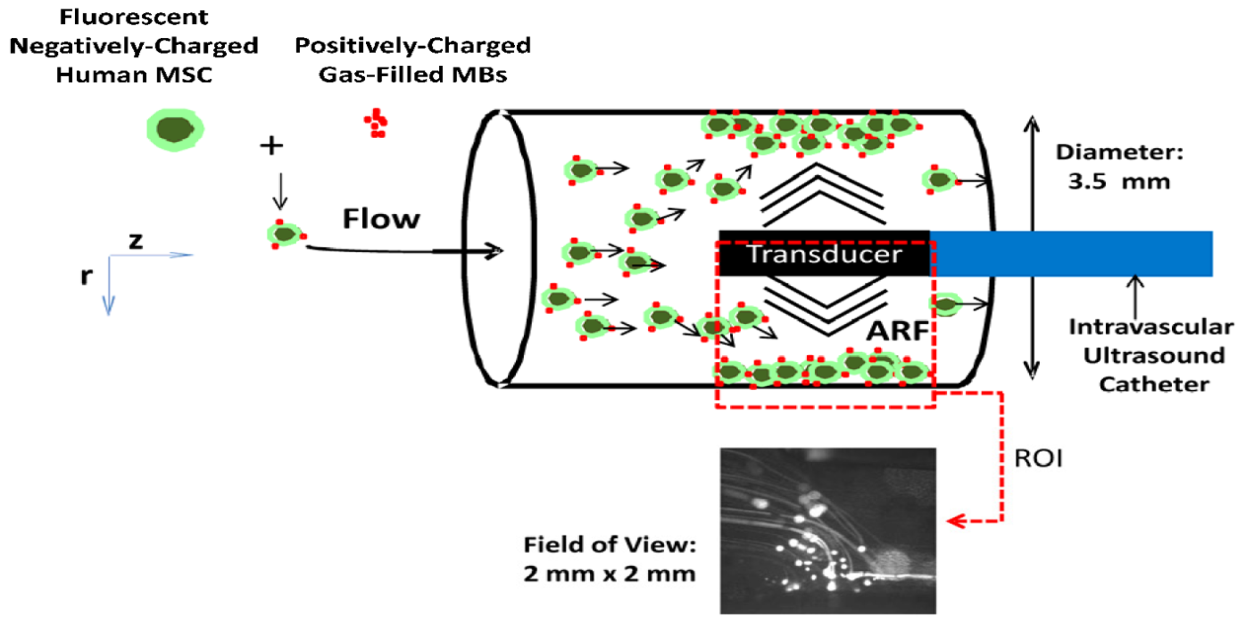 Fluorescent
Negatively-Charged
Human MSC
Positively-Charged
Gas-Filled MBs
+
z
r
Flow
Transducer
ARF
Diameter:
3.5 mm
Intravascular
Ultrasound
Catheter
ROI
Field of View:
2 mm x 2 mm